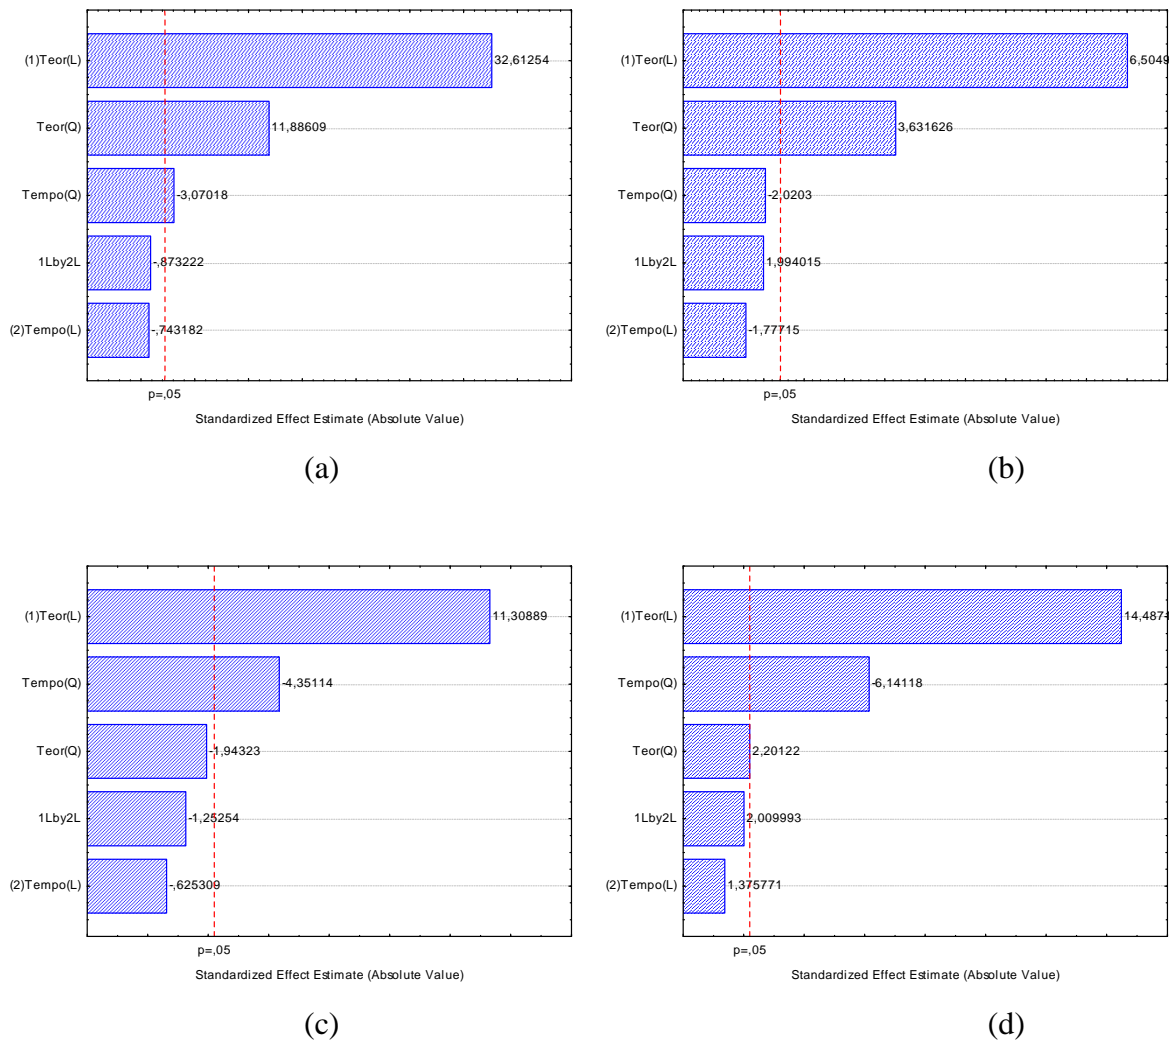 (a)
(1)Teor(L) 32,61254
Teor(Q) 11,88609
Tempo(Q) -3,07018
1Lby2L -,873222
(2)Tempo(L) -,743182
p=,05
Standardized Effect Estimate (Absolute Value)
(b)
(1)Teor(L) 6,5049
Teor(Q) 3,631626
Tempo(Q) -2,0203
1Lby2L 1,994015
(2)Tempo(L) -1,77715
p=,05
Standardized Effect Estimate (Absolute Value)
(c)
(1)Teor(L) 11,30889
Tempo(Q) -4,35114
Teor(Q) -1,94323
1Lby2L -1,25254
(2)Tempo(L) -,625309
p=,05
Standardized Effect Estimate (Absolute Value)
(d)
(1)Teor(L) 14,487
Tempo(Q) -6,14118
Teor(Q) 2,20122
1Lby2L 2,009993
(2)Tempo(L) 1,375771
p=,05
Standardized Effect Estimate (Absolute Value)